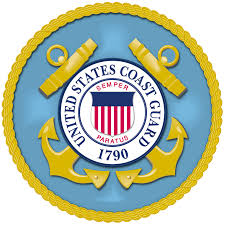 UNITED STATES COAST GUARD
SEMPER
PARATUS
1790